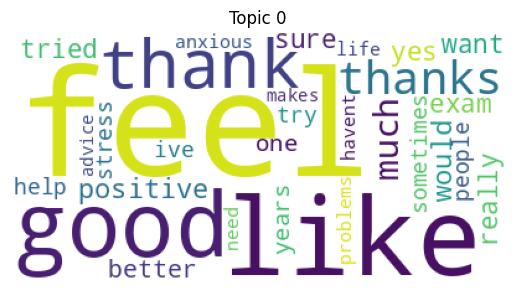 Topic 0
tried
thank
anxious
sure
life
yes
want
feel
thanks
makes
advice
stress
ive
try
one
havent
much
exam
sometimes
would
people
really
help
positive
good
better
like
need
years
problems